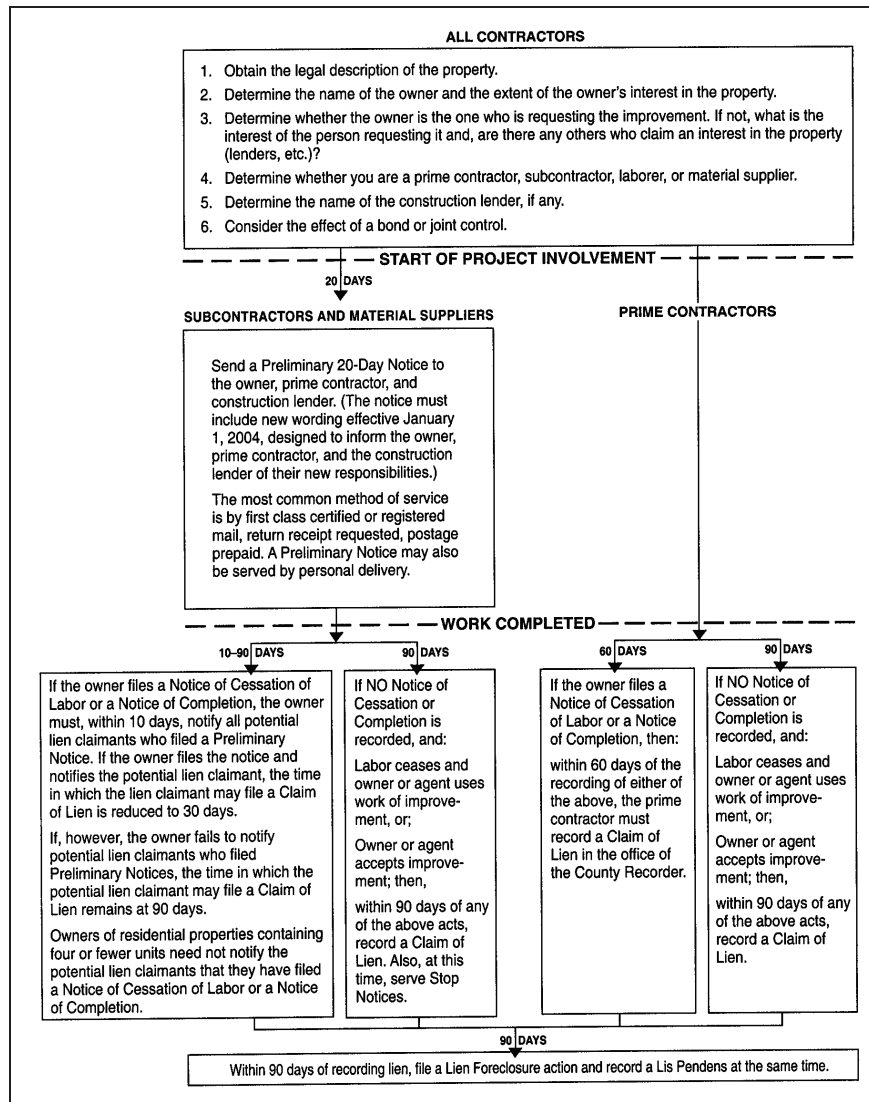 ALL CONTRACTORS
1. Obtain the legal description of the property.
2. Determine the name of the owner and the extent of the owner's interest in the property.
3. Determine whether the owner is the one who is requesting the improvement. If not, what is the
interest of the person requesting it and, are there any others who claim an interest in the property
(lenders, etc.)?
4. Determine whether you are a prime contractor, subcontractor, laborer, or material supplier.
5. Determine the name of the construction lender, if any.
6. Consider the effect of a bond or joint control.
START OF PROJECT INVOLVEMENT
20 DAYS
SUBCONTRACTORS AND MATERIAL SUPPLIERS
Send a Preliminary 20-Day Notice to
the owner, prime contractor, and
construction lender. (The notice must
include new wording effective January
1, 2004, designed to inform the owner,
prime contractor, and the construction
lender of their new responsibilities.)
The most common method of service
is by first class certified or registered
mail, return receipt requested, postage
prepaid. A Preliminary Notice may also
be served by personal delivery.
PRIME CONTRACTORS
WORK COMPLETED
10–90 DAYS
If the owner files a Notice of Cessation of
Labor or a Notice of Completion, the owner
must, within 10 days, notify all potential
lien claimants who filed a Preliminary
Notice. If the owner files the notice and
notifies the potential lien claimant, the time
in which the lien claimant may file a Claim
of Lien is reduced to 30 days.
If, however, the owner fails to notify
potential lien claimants who filed
Preliminary Notices, the time in which the
potential lien claimant may file a Claim of
Lien remains at 90 days.
Owners of residential properties containing
four or fewer units need not notify the
potential lien claimants that they have filed
a Notice of Cessation of Labor or a Notice
of Completion.
90 DAYS
If NO Notice of
Cessation or
Completion is
recorded, and:
Labor ceases and
owner or agent uses
work of improve-
ment, or;
Owner or agent
accepts improve-
ment; then,
within 90 days of any
of the above acts,
record a Claim of
Lien. Also, at this
time, serve Stop
Notices.
60 DAYS
If the owner files a
Notice of Cessation
of Labor or a Notice
of Completion, then:
within 60 days of the
recording of either of
the above, the prime
contractor must
record a Claim of
Lien in the office of
the County Recorder.
90 DAYS
If NO Notice of
Cessation or
Completion is
recorded, and:
Labor ceases and
owner or agent uses
work of improve-
ment, or;
Owner or agent
accepts improve-
ment; then,
within 90 days of any
of the above acts,
record a Claim of
Lien.
90 DAYS
Within 90 days of recording lien, file a Lien Foreclosure action and record a Lis Pendens at the same time.